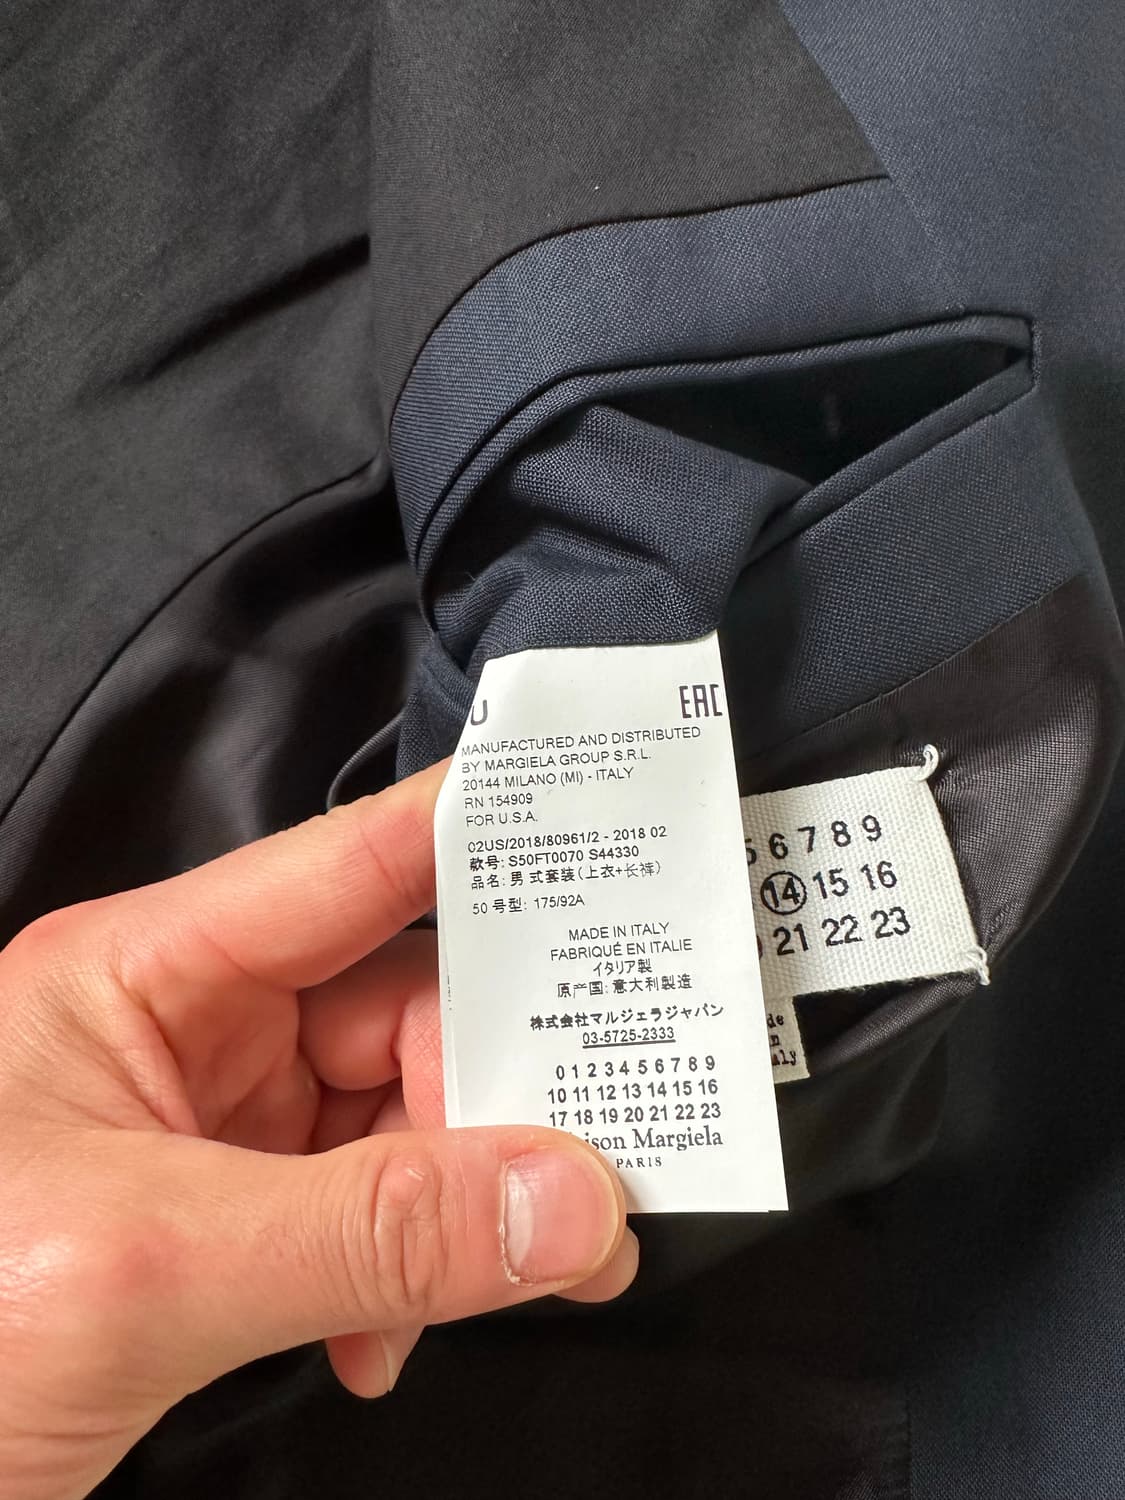 EAC
MANUFACTURED AND DISTRIBUTED
BY MARGIELA GROUP S.R.L.
20144 MILANO (MI) - ITALY
RN 154909
FOR U.S.A.
02US/2018/80961/2 - 2018 02
款号: S50FT0070 S44330
品名: 男 式套装(上衣+长裤)
50 号型: 175/92A
MADE IN ITALY
FABRIQUÉ EN ITALIE
イタリア製
原产国: 意大利製造
株式会社マルジェラジャパン
03-5725-2333
0 1 2 3 4 5 6 7 8 9
10 11 12 13 14 15 16
17 18 19 20 21 22 23
Margiela
PARIS
6 7 8 9
14 15 16
21 22 23